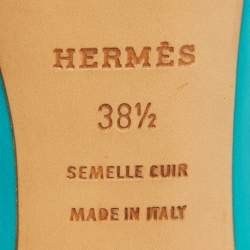 HERMÈS
38½
SEMELLE CUIR
MADE IN ITALY